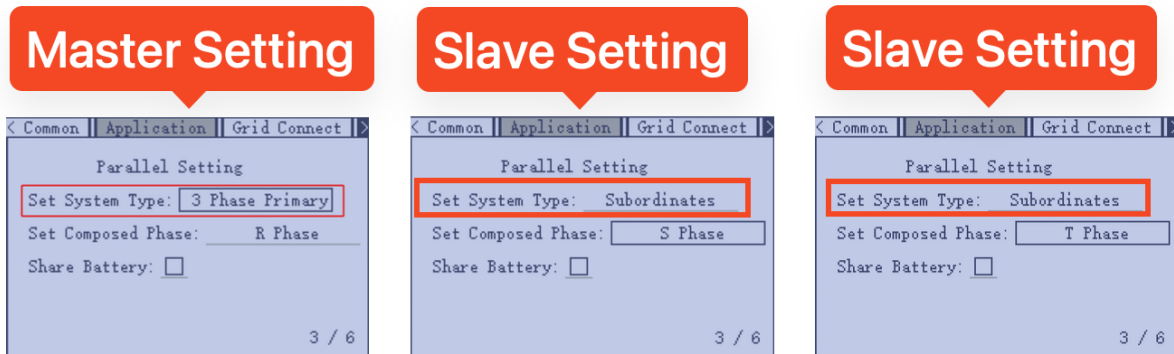 Master Setting
< Common Application Grid Connect >
Parallel Setting
Set System Type: 3 Phase Primary
Set Composed Phase: R Phase
Share Battery:
3 / 6
Slave Setting
< Common Application Grid Connect >
Parallel Setting
Set System Type: Subordinates
Set Composed Phase: S Phase
Share Battery:
3 / 6
Slave Setting
< Common Application Grid Connect >
Parallel Setting
Set System Type: Subordinates
Set Composed Phase: T Phase
Share Battery:
3 / 6